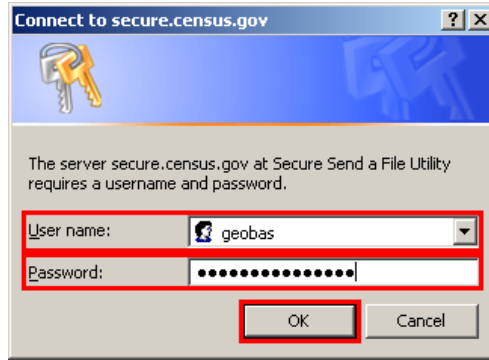 Connect to secure.census.gov
The server secure.census.gov at Secure Send a File Utility
requires a username and password.
User name: geobas
Password: ●●●●●●●●●●●●●●●
OK Cancel